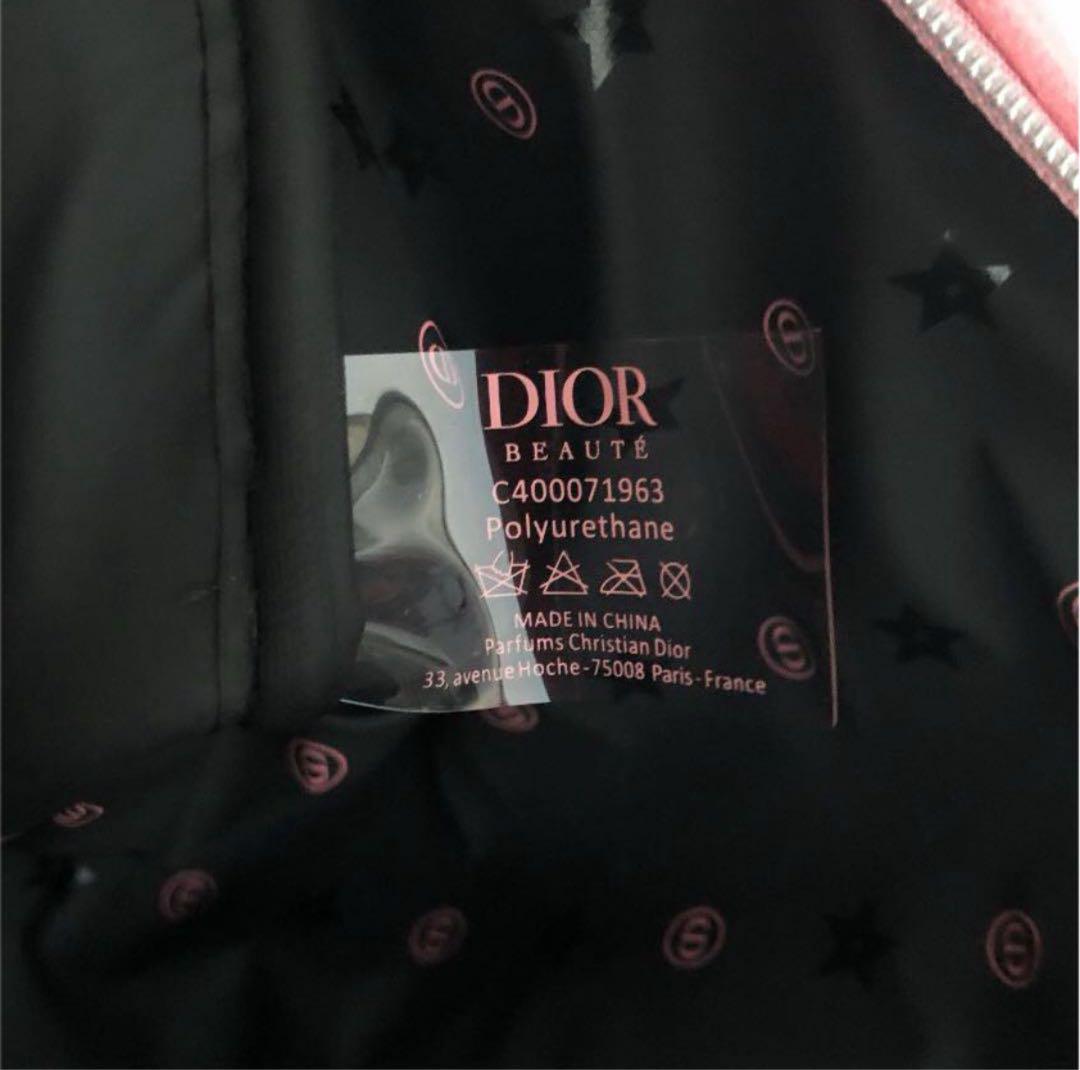 DIOR
BEAUTÉ
C400071963
Polyurethane
MADE IN CHINA
Parfums Christian Dior
33, avenue Hoche-75008 Paris-France